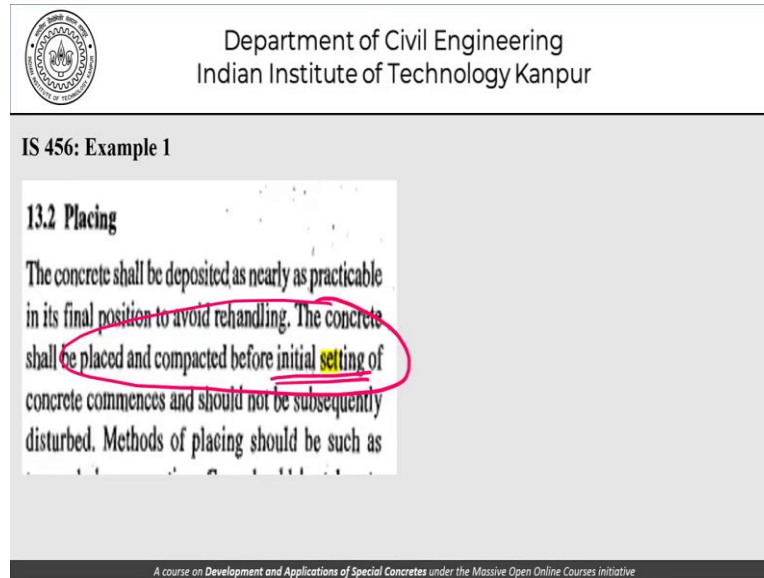 Department of Civil Engineering
Indian Institute of Technology Kanpur
IS 456: Example 1
13.2 Placing
The concrete shall be deposited as nearly as practicable
in its final position to avoid rehandling. The concrete
shall be placed and compacted before initial setting of
concrete commences and should not be subsequently
disturbed. Methods of placing should be such as
A course on Development and Applications of Special Concretes under the Massive Open Online Courses initiative